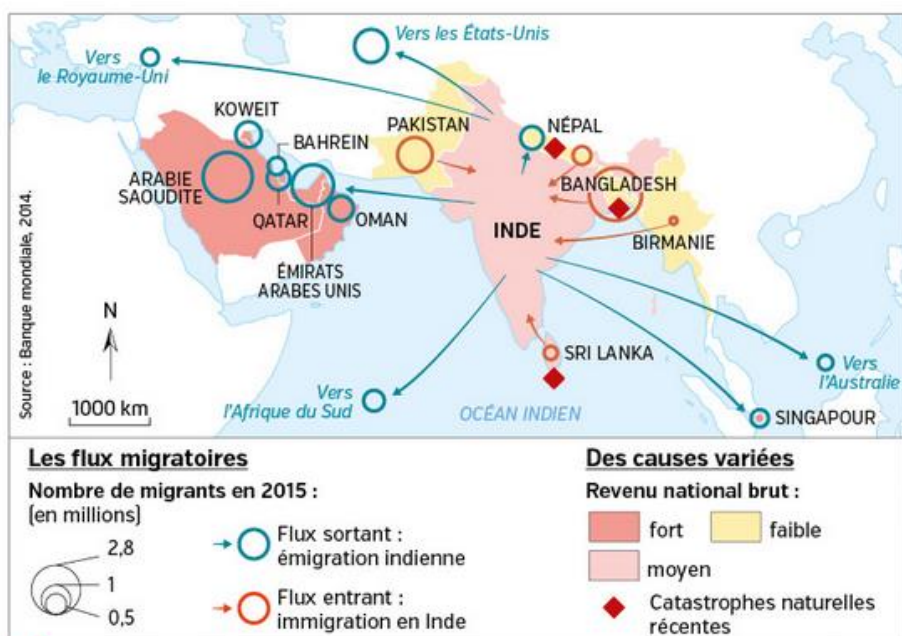 Vers
le Royaume-Uni
Vers les États-Unis
KOWEIT
BAHREIN
PAKISTAN
NÉPAL
ARABIE
SAOUDITE
BANGLADESH
QATAR
OMAN
INDE
BIRMANIE
ÉMIRATS
ARABES UNIS
N
SRI LANKA
Vers
l'Afrique du Sud
Vers
l'Australie
1000 km
OCÉAN INDIEN
SINGAPOUR
Source : Banque mondiale, 2014.
Les flux migratoires
Nombre de migrants en 2015 :
(en millions)
2,8
1
0,5
Flux sortant :
émigration indienne
Flux entrant :
immigration en Inde
Des causes variées
Revenu national brut :
fort
faible
moyen
Catastrophes naturelles
récentes